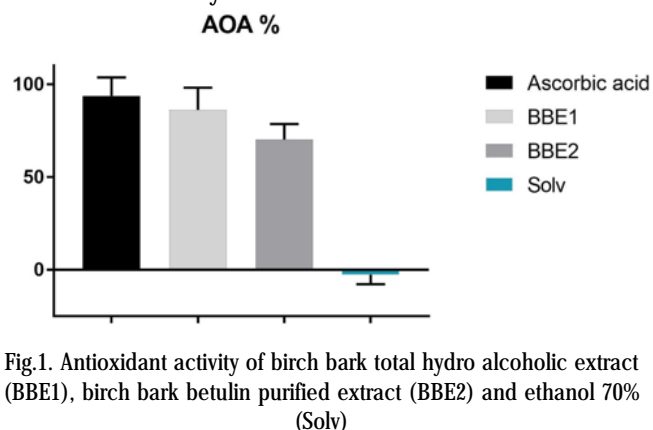 AOA %
100
50
0
Ascorbic acid
BBE1
BBE2
Solv
Fig.1. Antioxidant activity of birch bark total hydro alcoholic extract
(BBE1), birch bark betulin purified extract (BBE2) and ethanol 70%
(Solv)